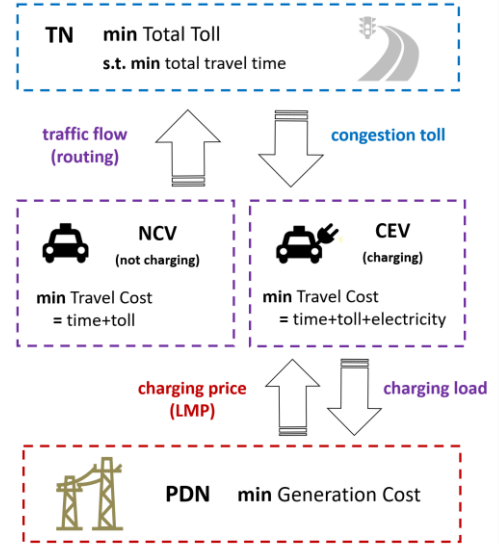 TN min Total Toll
s.t. min total travel time
traffic flow
(routing)
congestion toll
NCV
(not charging)
min Travel Cost
= time+toll
CEV
(charging)
min Travel Cost
= time+toll+electricity
charging price
(LMP)
charging load
PDN min Generation Cost